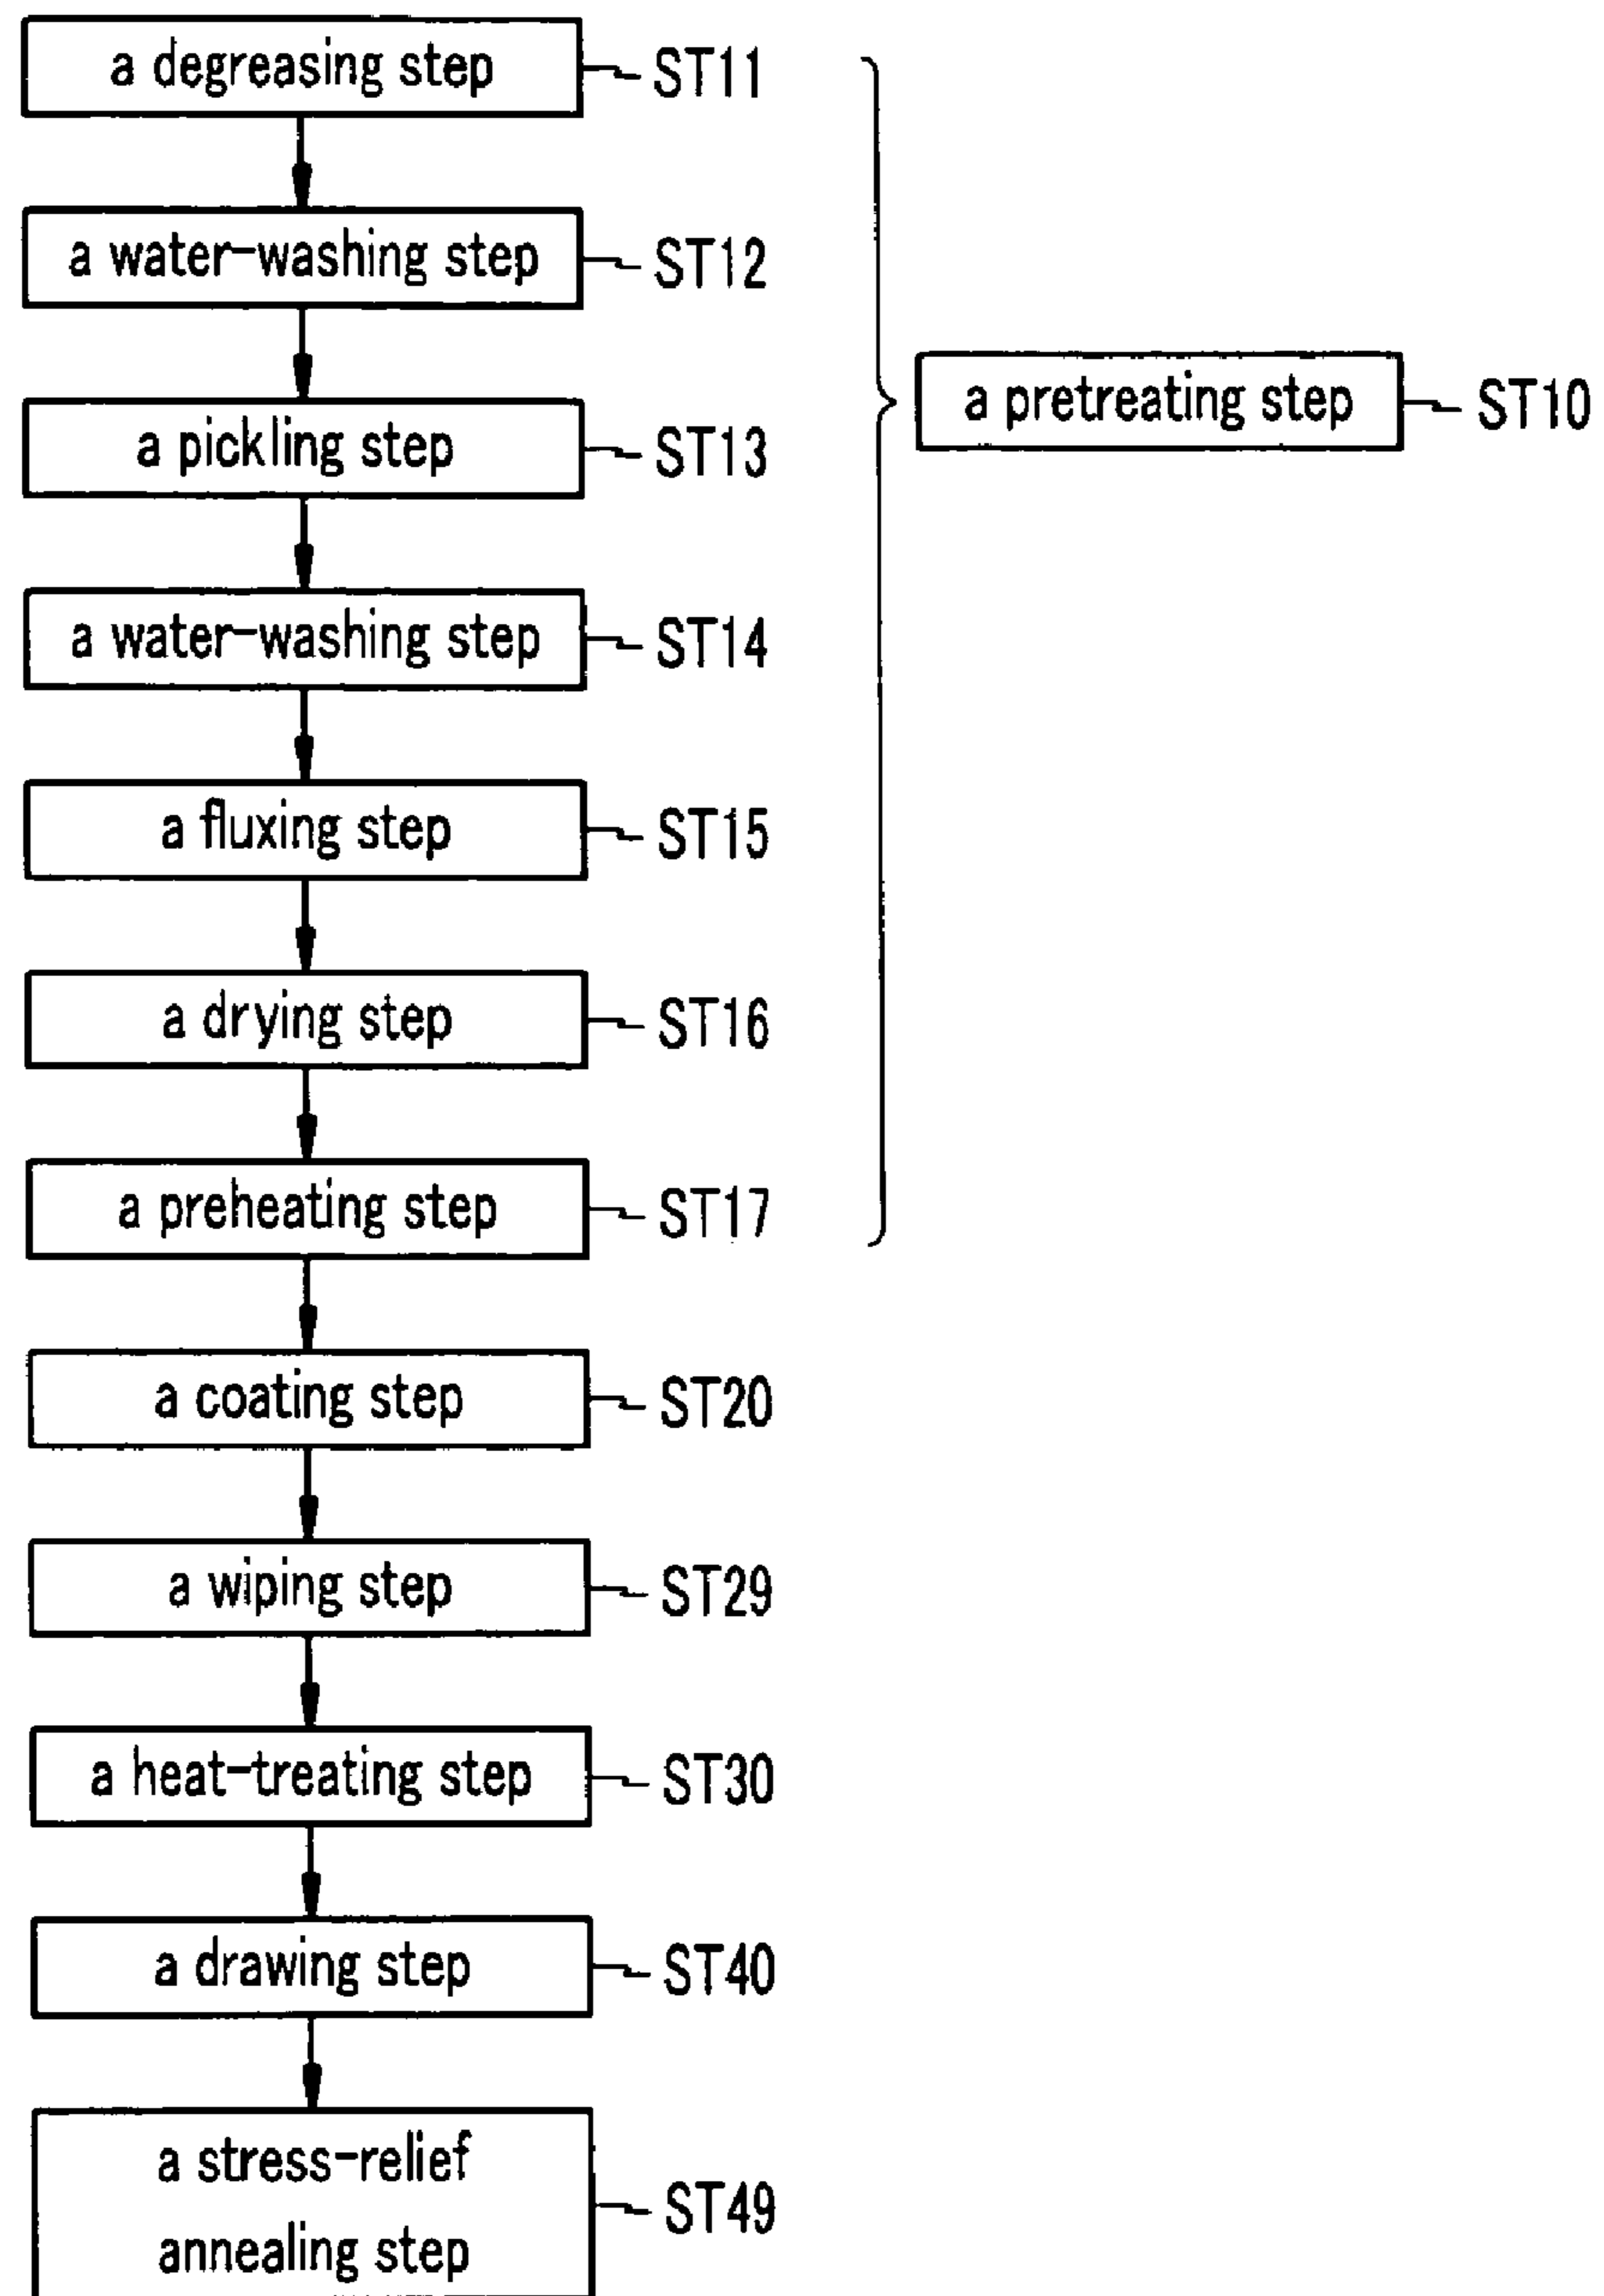 a degreasing step ST11
a water-washing step ST12
a pickling step ST13
a pretreating step ST10
a water-washing step ST14
a fluxing step ST15
a drying step ST16
a preheating step ST17
a coating step ST20
a wiping step ST29
a heat-treating step ST30
a drawing step ST40
a stress-relief
annealing step ST49